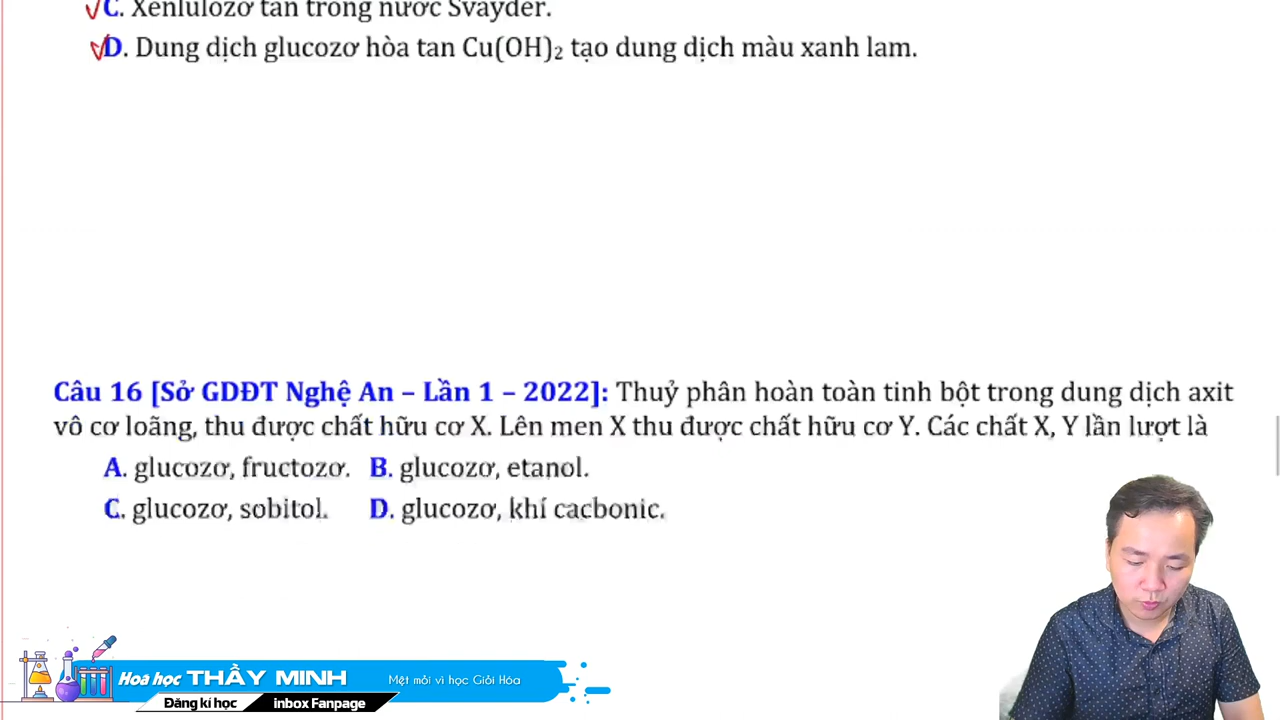 C. Xenlulozơ tan trong nước Svayder.
D. Dung dịch glucozơ hòa tan Cu(OH)₂ tạo dung dịch màu xanh lam.
Câu 16 [Sở GDĐT Nghệ An – Lần 1 – 2022]: Thuỷ phân hoàn toàn tinh bột trong dung dịch axit
vô cơ loãng, thu được chất hữu cơ X. Lên men X thu được chất hữu cơ Y. Các chất X, Y lần lượt là
A. glucozơ, fructozơ. B. glucozơ, etanol.
C. glucozơ, sobitol. D. glucozơ, khí cacbonic.
Hoá học THẦY MINH
Mệt mỏi vì học Giỏi Hóa
Đăng kí học inbox Fanpage